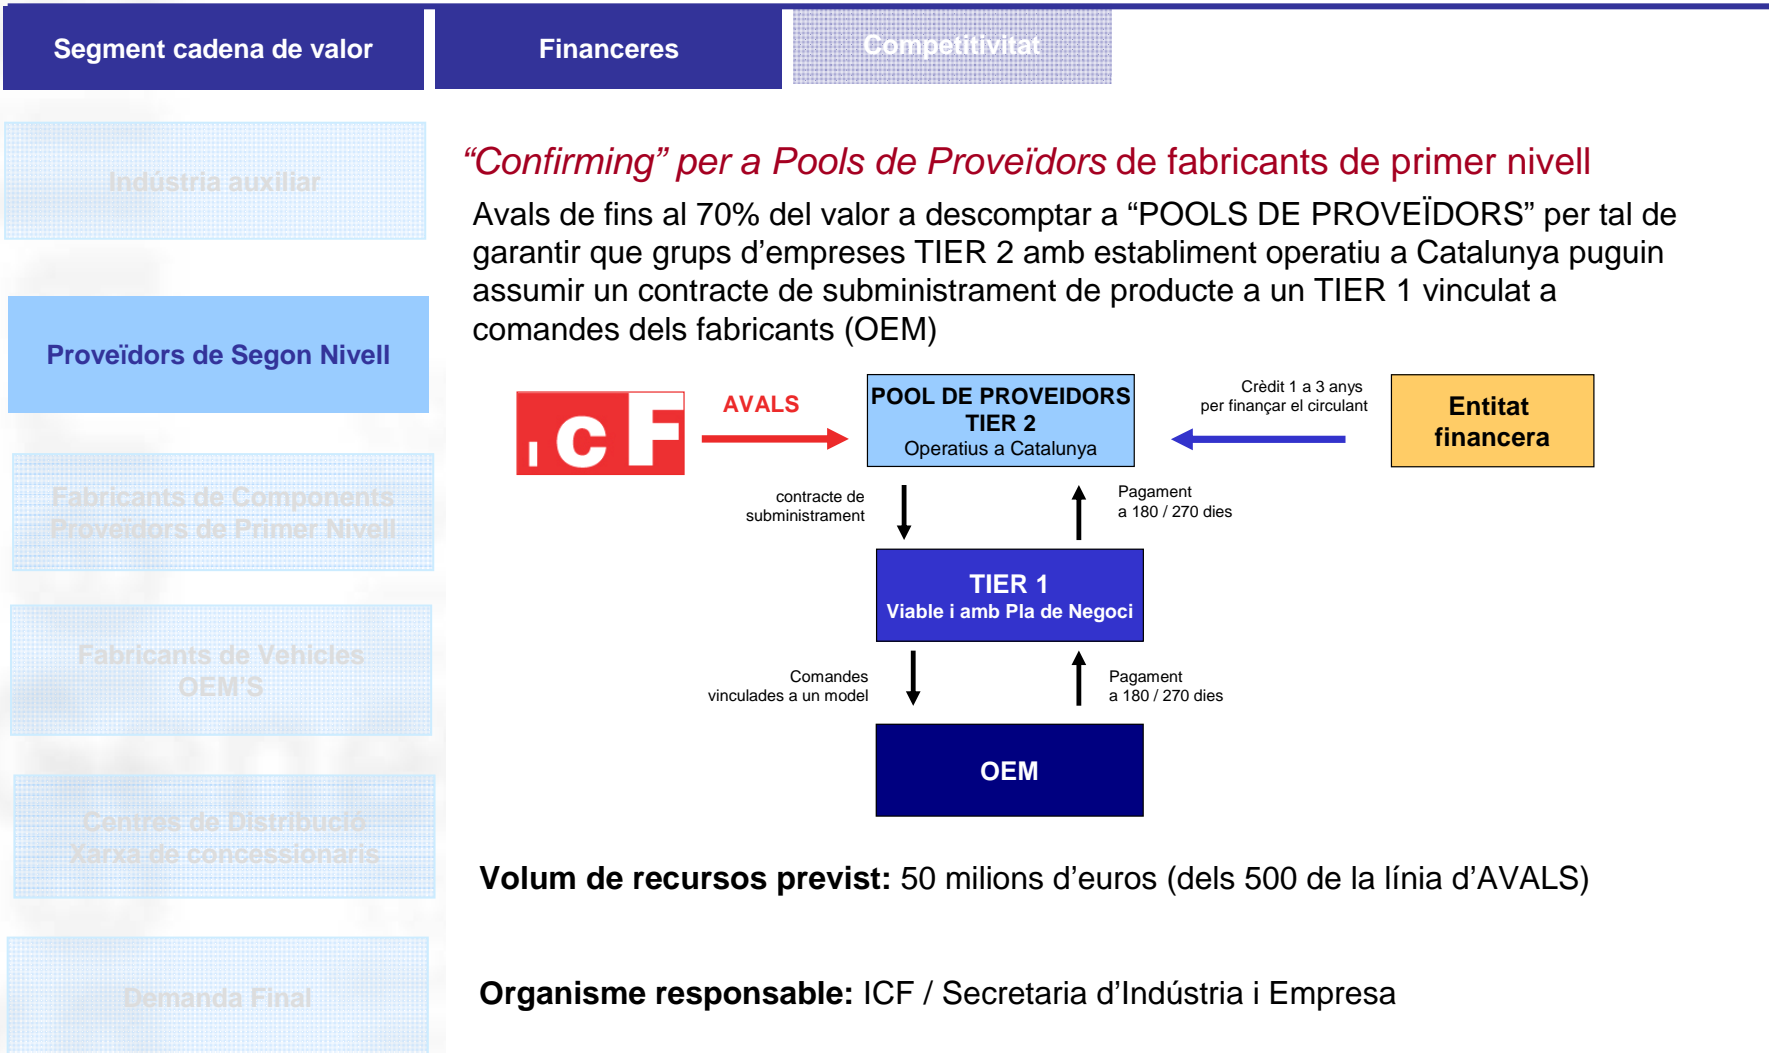 Segment cadena de valor
Financeres
Competitivitat
Indústria auxiliar
Proveïdors de Segon Nivell
Fabricants de Components
Proveïdors de Primer Nivell
Fabricants de Vehicles
OEM'S
Centres de Distribució
Xarxa de concessionaris
Demanda Final
“Confirming” per a Pools de Proveïdors de fabricants de primer nivell
Avals de fins al 70% del valor a descomptar a “POOLS DE PROVEÏDORS” per tal de
garantir que grups d’empreses TIER 2 amb establiment operatiu a Catalunya puguin
assumir un contracte de subministrament de producte a un TIER 1 vinculat a
comandes dels fabricants (OEM)
ICF
AVALS
POOL DE PROVEIDORS
TIER 2
Operatius a Catalunya
Crèdit 1 a 3 anys
per finançar el circulant
Entitat
financera
contracte de
subministrament
Pagament
a 180 / 270 dies
TIER 1
Viable i amb Pla de Negoci
Comandes
vinculades a un model
Pagament
a 180 / 270 dies
OEM
Volum de recursos previst: 50 milions d’euros (dels 500 de la línia d’AVALS)
Organisme responsable: ICF / Secretaria d’Indústria i Empresa